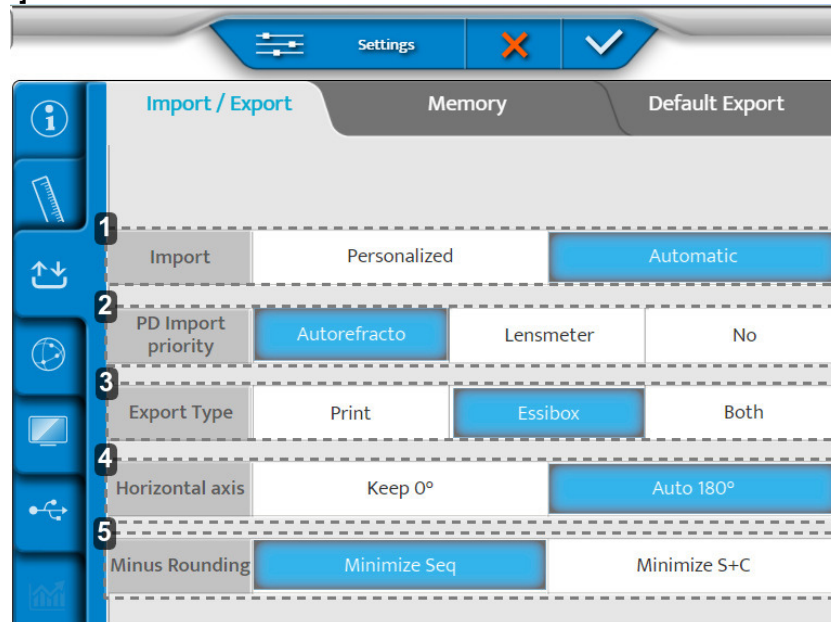 Settings
Import / Export Memory Default Export
1
Import Personalized Automatic
2
PD Import
priority Autorefracto Lensmeter No
3
Export Type Print Essibox Both
4
Horizontal axis Keep 0° Auto 180°
5
Minus Rounding Minimize Seq Minimize S+C